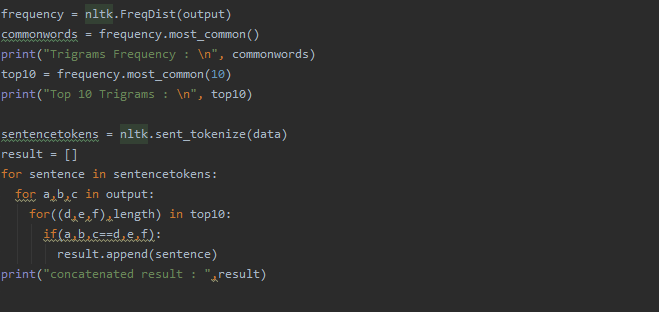 frequency = nltk.FreqDist(output)
commonwords = frequency.most_common()
print("Trigrams Frequency : \n", commonwords)
top10 = frequency.most_common(10)
print("Top 10 Trigrams : \n", top10)

sentencetokens = nltk.sent_tokenize(data)
result = []
for sentence in sentencetokens:
  for a,b,c in output:
    for((d,e,f),length) in top10:
      if(a,b,c==d,e,f):
        result.append(sentence)
print("concatenated result : ",result)